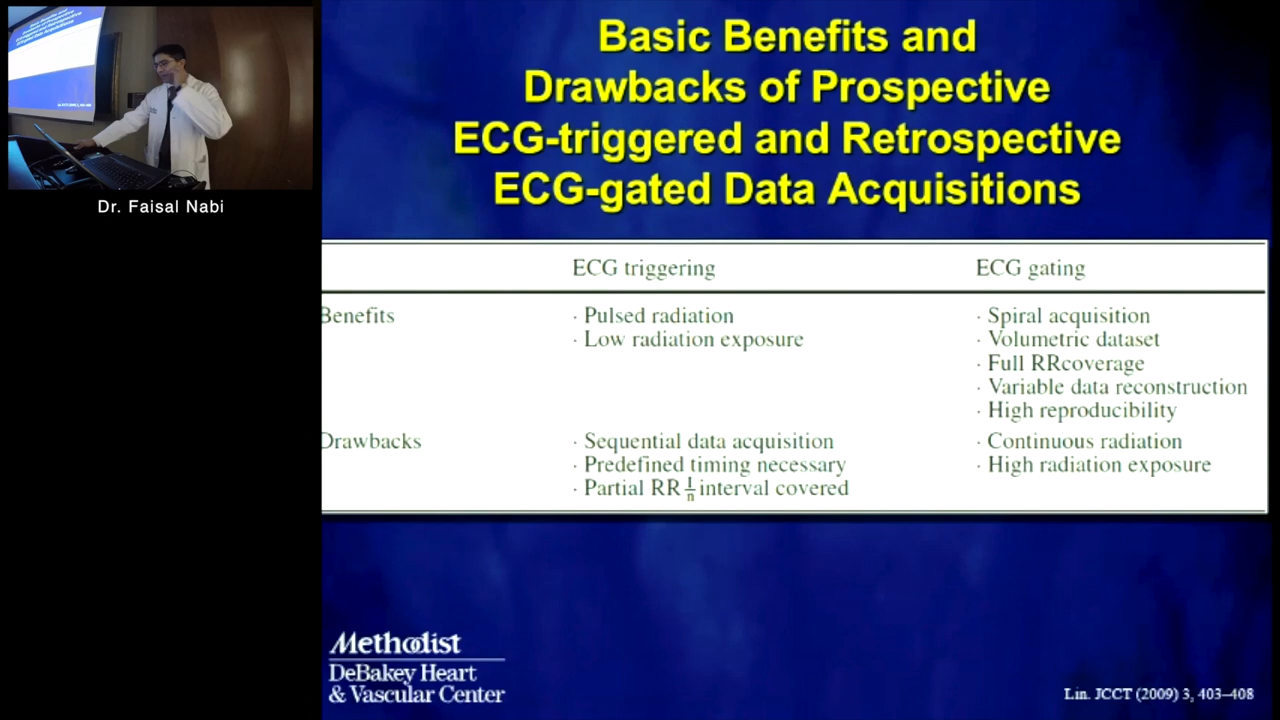 Basic Benefits and
Drawbacks of Prospective
ECG-triggered and Retrospective
ECG-gated Data Acquisitions
Dr. Faisal Nabi
ECG triggering ECG gating
Benefits · Pulsed radiation · Spiral acquisition
· Low radiation exposure · Volumetric dataset
· Full RRcoverage
· Variable data reconstruction
· High reproducibility
Drawbacks · Sequential data acquisition · Continuous radiation
· Predefined timing necessary · High radiation exposure
· Partial RR 1/n interval covered
Methodist
DeBakey Heart
& Vascular Center
Lin. JCCT (2009) 3, 403–408